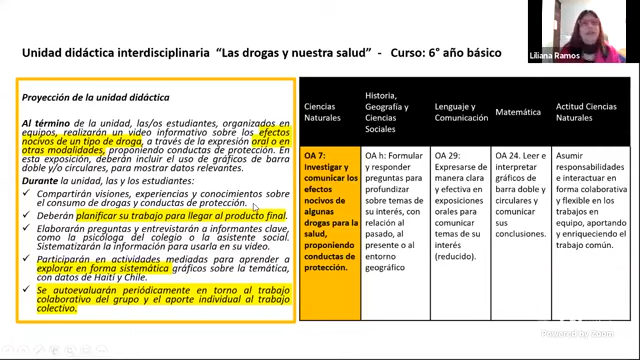 Unidad didáctica interdisciplinaria "Las drogas y nuestra salud" - Curso: 6° año básico
Liliana Ramos
Proyección de la unidad didáctica
Al término de la unidad, las/os estudiantes, organizados en
equipos, realizarán un video informativo sobre los efectos
nocivos de un tipo de droga, a través de la expresión oral o en
otras modalidades, proponiendo conductas de protección. En
esta exposición, deberán incluir el uso de gráficos de barra
doble y/o circulares, para mostrar datos relevantes.
Durante la unidad, las y los estudiantes:
✓ Compartirán visiones, experiencias y conocimientos sobre
el consumo de drogas y conductas de protección.
✓ Deberán planificar su trabajo para llegar al producto final.
✓ Elaborarán preguntas y entrevistarán a informantes clave,
como la psicóloga del colegio o la asistente social.
Sistematizarán la información para usarla en su video.
✓ Participarán en actividades mediadas para aprender a
explorar en forma sistemática gráficos sobre la temática,
con datos de Haití y Chile.
✓ Se autoevaluarán periódicamente en torno al trabajo
colaborativo del grupo y el aporte individual al trabajo
colectivo.
Ciencias
Naturales
Historia,
Geografía y
Ciencias
Sociales
Lenguaje y
Comunicación
Matemática
Actitud Ciencias
Naturales
OA 7:
Investigar y
comunicar los
efectos
nocivos de
algunas
drogas para la
salud,
proponiendo
conductas de
protección.
OA h: Formular
y responder
preguntas para
profundizar
sobre temas de
su interés, con
relación al
pasado, al
presente o al
entorno
geográfico
OA 29:
Expresarse de
manera clara y
efectiva en
exposiciones
orales para
comunicar
temas de su
interés
(reducido).
OA 24. Leer e
interpretar
gráficos de
barra doble y
circulares y
comunicar
sus
conclusiones.
Asumir
responsabilidades
e interactuar en
forma colaborativa
y flexible en los
trabajos en
equipo, aportando
y enriqueciendo el
trabajo común.
Powered by Zoom